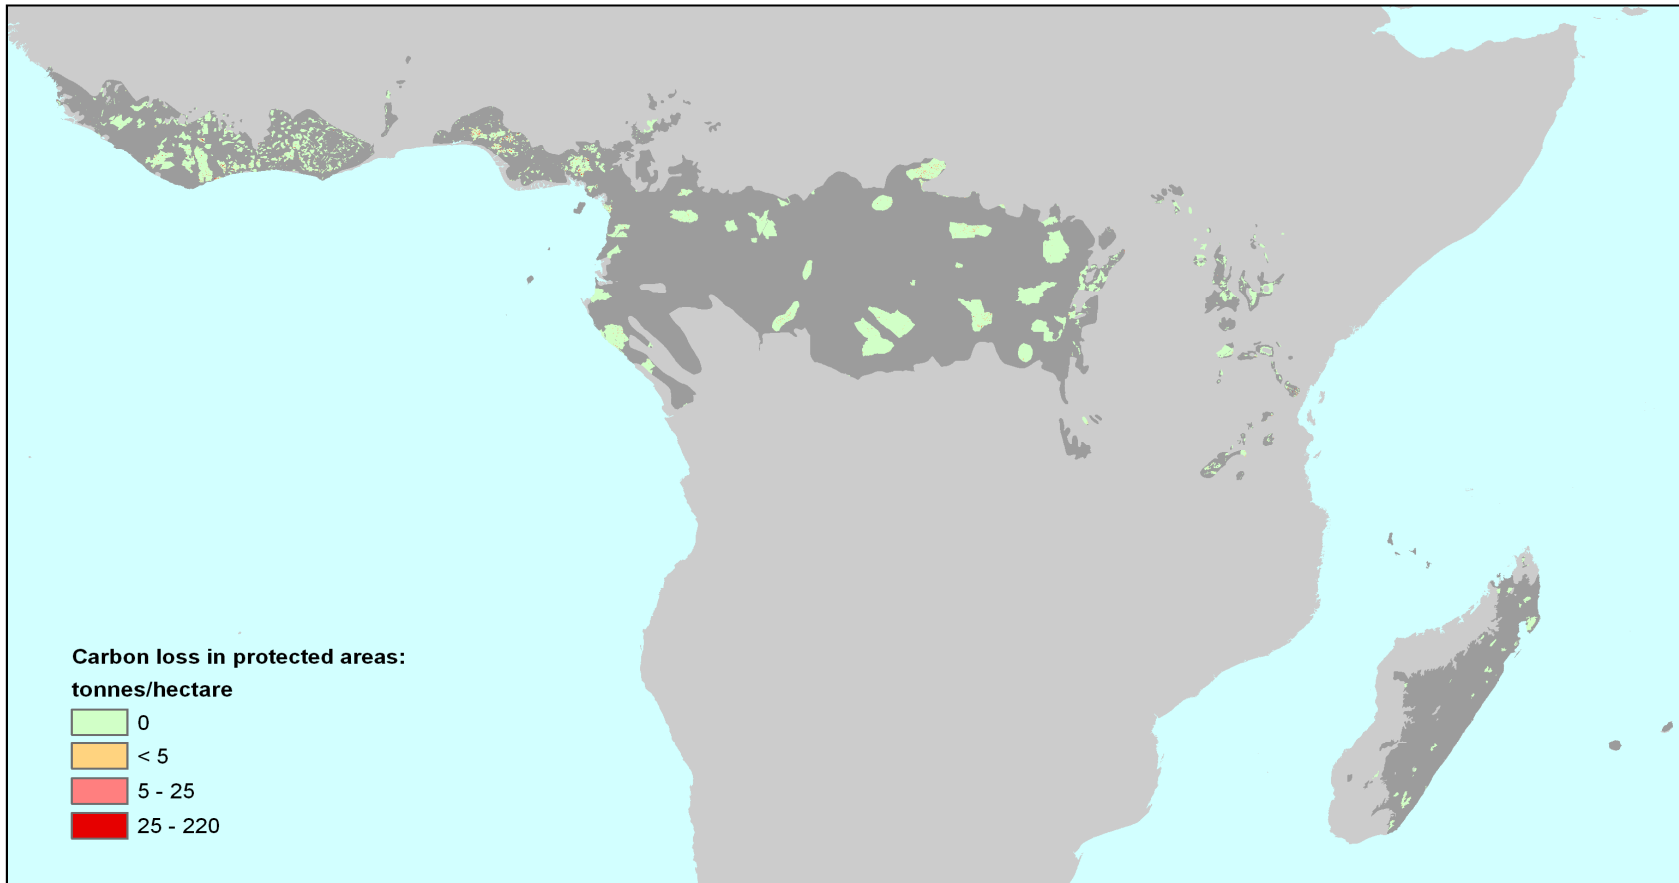 Carbon loss in protected areas:
tonnes/hectare
0
< 5
5 - 25
25 - 220